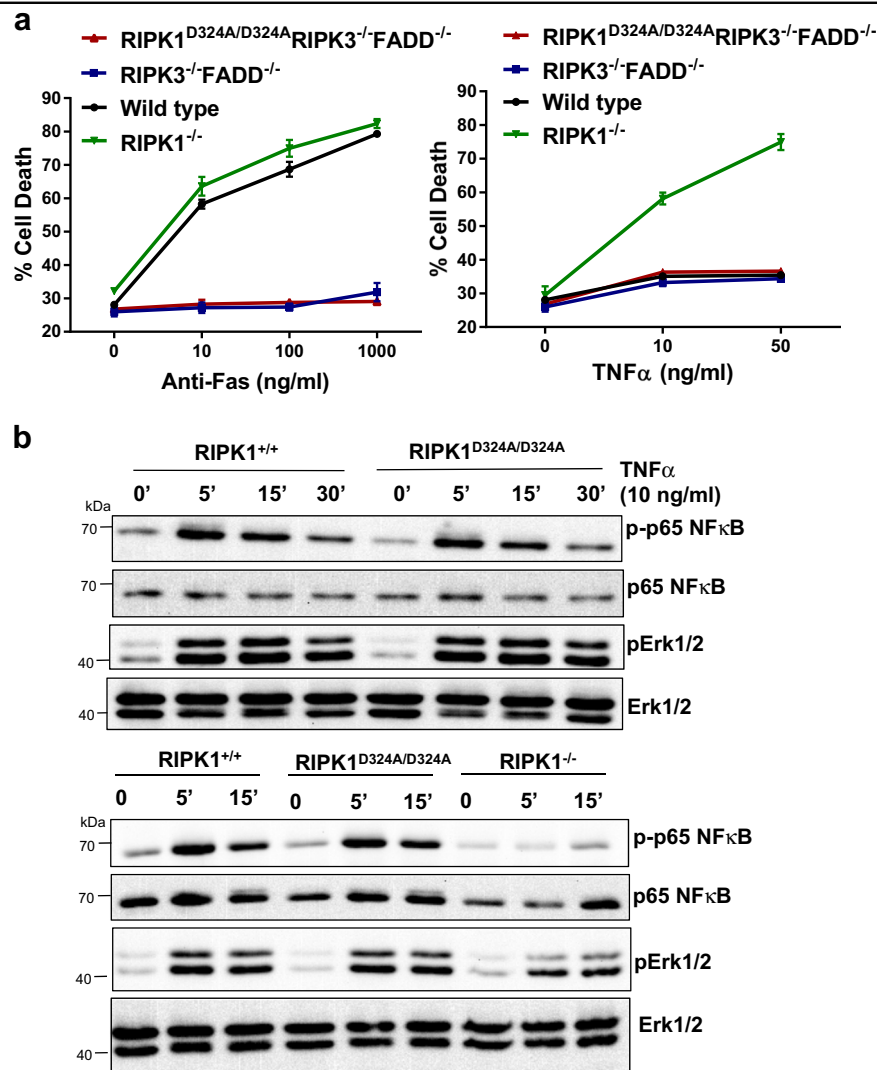 a
RIPK1D324A/D324ARIPK3-/-FADD-/-
RIPK3-/-FADD-/-
Wild type
RIPK1-/-
% Cell Death
90
80
70
60
50
40
30
20
0 10 100 1000
Anti-Fas (ng/ml)
RIPK1D324A/D324ARIPK3-/-FADD-/-
RIPK3-/-FADD-/-
Wild type
RIPK1-/-
% Cell Death
90
80
70
60
50
40
30
20
0 10 50
TNFα (ng/ml)
b
RIPK1+/+ RIPK1D324A/D324A
TNFα
(10 ng/ml)
0’ 5’ 15’ 30’ 0’ 5’ 15’ 30’
kDa
70 p-p65 NFκB
70 p65 NFκB
40 pErk1/2
40 Erk1/2
RIPK1+/+ RIPK1D324A/D324A RIPK1-/-
0 5’ 15’ 0 5’ 15’ 0 5’ 15’
kDa
70 p-p65 NFκB
70 p65 NFκB
40 pErk1/2
40 Erk1/2